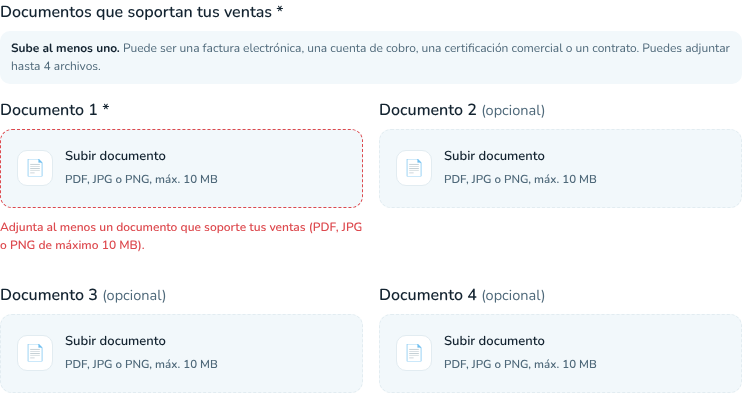 Documentos que soportan tus ventas *
Sube al menos uno. Puede ser una factura electrónica, una cuenta de cobro, una certificación comercial o un contrato. Puedes adjuntar
hasta 4 archivos.
Documento 1 *
Documento 2 (opcional)
Subir documento
PDF, JPG o PNG, máx. 10 MB
Subir documento
PDF, JPG o PNG, máx. 10 MB
Adjunta al menos un documento que soporte tus ventas (PDF, JPG
o PNG de máximo 10 MB).
Documento 3 (opcional)
Documento 4 (opcional)
Subir documento
PDF, JPG o PNG, máx. 10 MB
Subir documento
PDF, JPG o PNG, máx. 10 MB